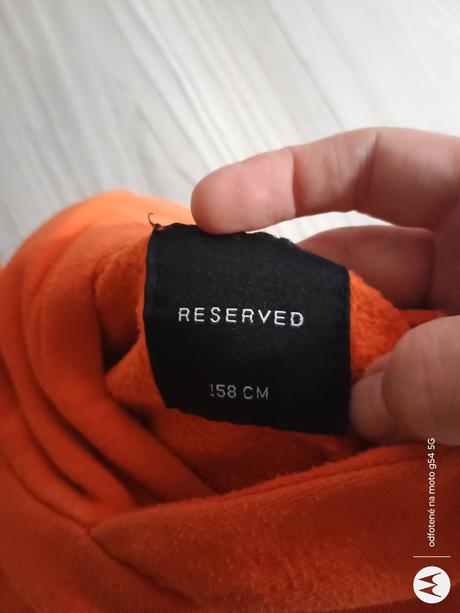 RESERVED
158 CM
odfotené na moto g54 5G